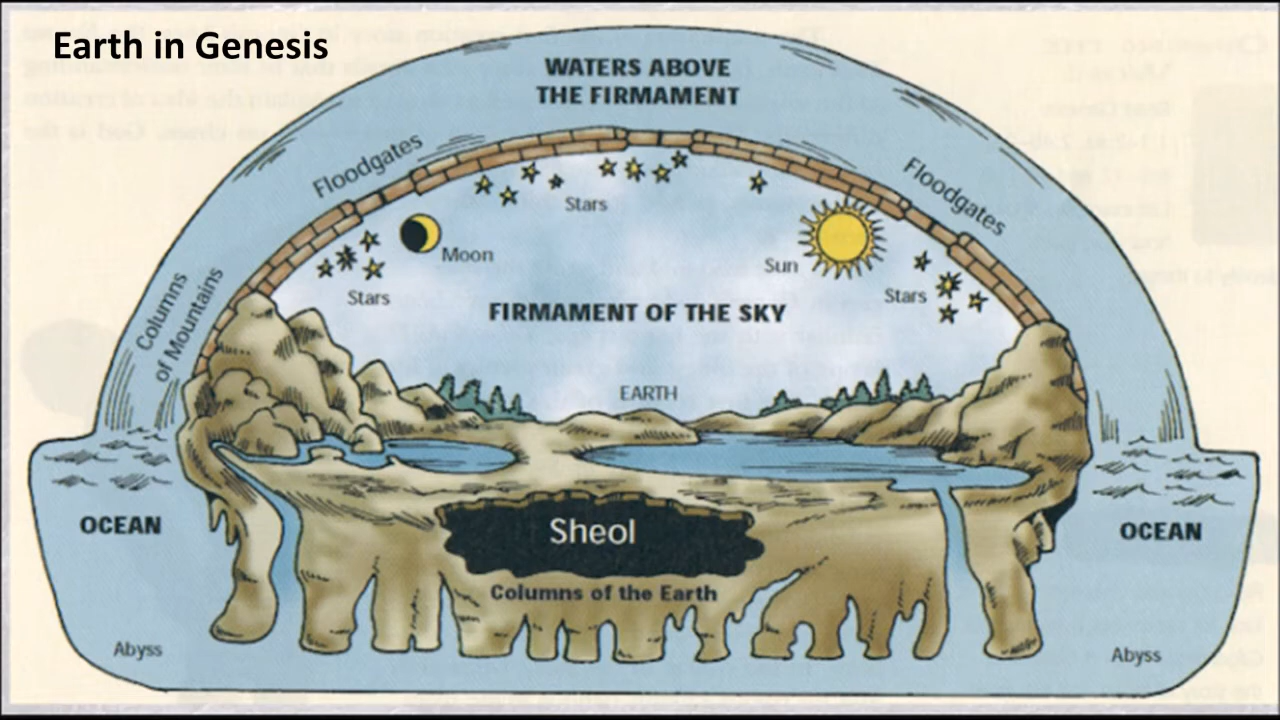 Earth in Genesis
WATERS ABOVE
THE FIRMAMENT
Floodgates
Floodgates
Stars
Moon
Sun
Stars
Stars
Columns
of Mountains
FIRMAMENT OF THE SKY
EARTH
Sheol
OCEAN
OCEAN
Columns of the Earth
Abyss
Abyss